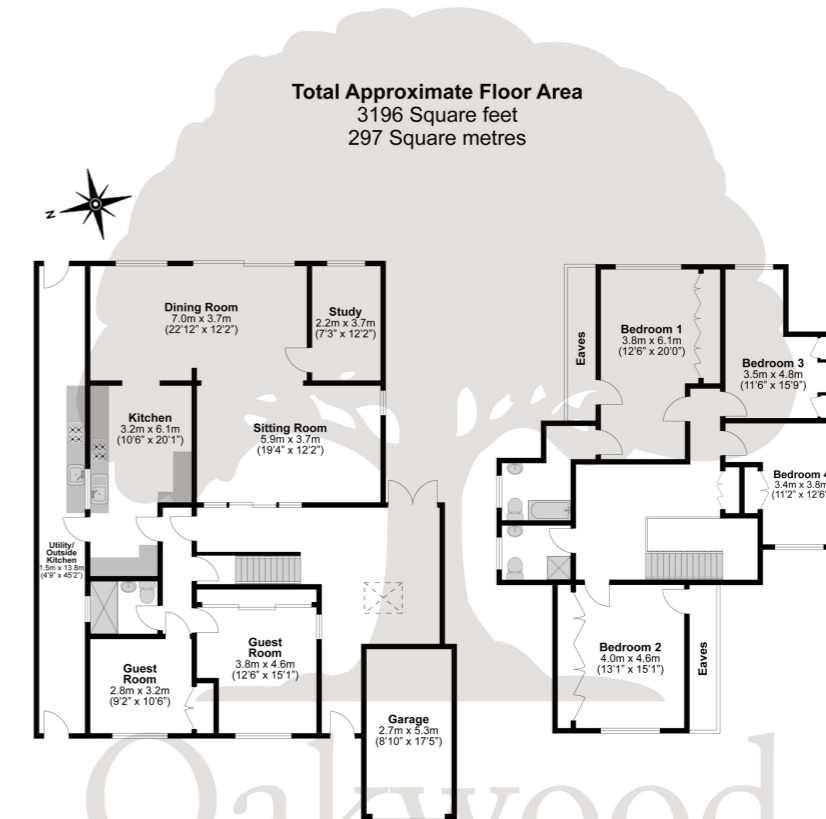 Total Approximate Floor Area
3196 Square feet
297 Square metres
N
Dining Room
7.0m x 3.7m
(22'12" x 12'2")
Study
2.2m x 3.7m
(7'3" x 12'2")
Kitchen
3.2m x 6.1m
(10'6" x 20'1")
Sitting Room
5.9m x 3.7m
(19'4" x 12'2")
Utility/
Outside
Kitchen
1.5m x 13.8m
(4'9" x 45'2")
Guest
Room
2.8m x 3.2m
(9'2" x 10'6")
Guest
Room
3.8m x 4.6m
(12'6" x 15'1")
Garage
2.7m x 5.3m
(8'10" x 17'5")
Eaves
Bedroom 1
3.8m x 6.1m
(12'6" x 20'0")
Bedroom 3
3.5m x 4.8m
(11'6" x 15'9")
Bedroom 4
3.4m x 3.8m
(11'2" x 12'6"
Bedroom 2
4.0m x 4.6m
(13'1" x 15'1")
Eaves
Oakwood